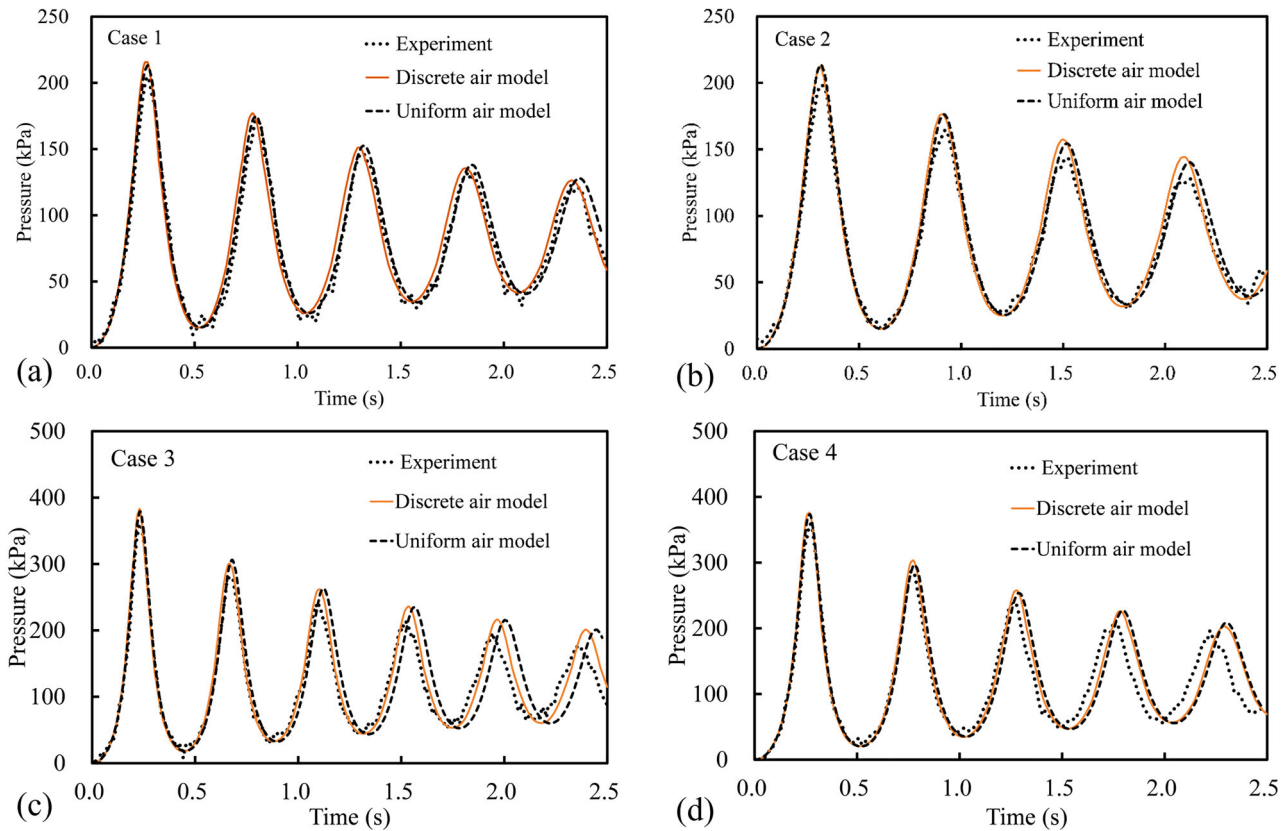 250
200
150
100
50
0
Pressure (kPa)
Case 1
Experiment
Discrete air model
Uniform air model
0.0 0.5 1.0 1.5 2.0 2.5
Time (s)
(a)
250
200
150
100
50
0
Pressure (kPa)
Case 2
Experiment
Discrete air model
Uniform air model
0.0 0.5 1.0 1.5 2.0 2.5
Time (s)
(b)
500
400
300
200
100
0
Pressure (kPa)
Case 3
Experiment
Discrete air model
Uniform air model
0.0 0.5 1.0 1.5 2.0 2.5
Time (s)
(c)
500
400
300
200
100
0
Pressure (kPa)
Case 4
Experiment
Discrete air model
Uniform air model
0.0 0.5 1.0 1.5 2.0 2.5
Time (s)
(d)